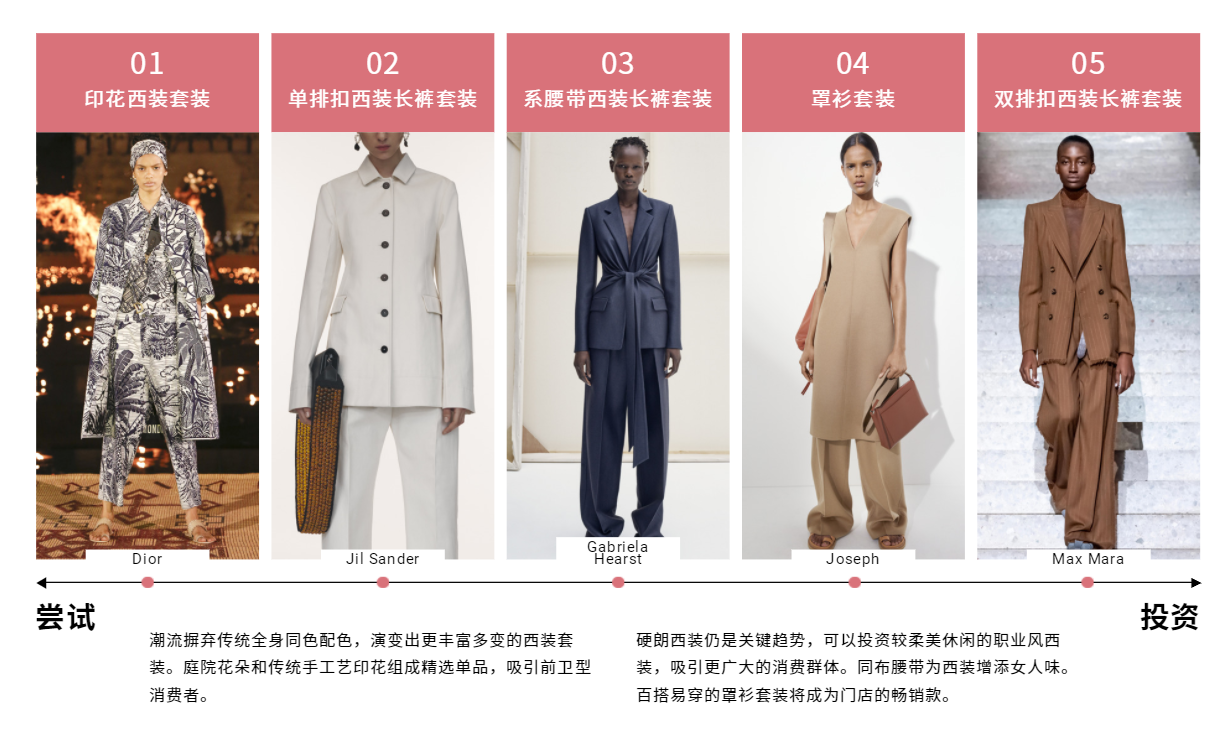 01
印花西装套装
02
单排扣西装长裤套装
03
系腰带西装长裤套装
04
罩衫套装
05
双排扣西装长裤套装
Dior
Jil Sander
Gabriela
Hearst
Joseph
Max Mara
尝试
投资
潮流摒弃传统全身同色配色，演变出更丰富多变的西装套
装。庭院花朵和传统手工艺印花组成精选单品，吸引前卫型
消费者。
硬朗西装仍是关键趋势，可以投资较柔美休闲的职业风西
装，吸引更广大的消费群体。同布腰带为西装增添女人味。
百搭易穿的罩衫套装将成为门店的畅销款。